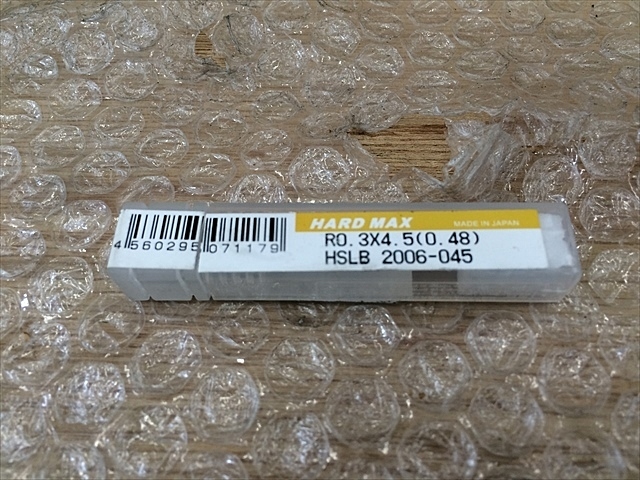 HARD MAX MADE IN JAPAN
R0.3X4.5(0.48)
HSLB 2006-045
4 560295 071179